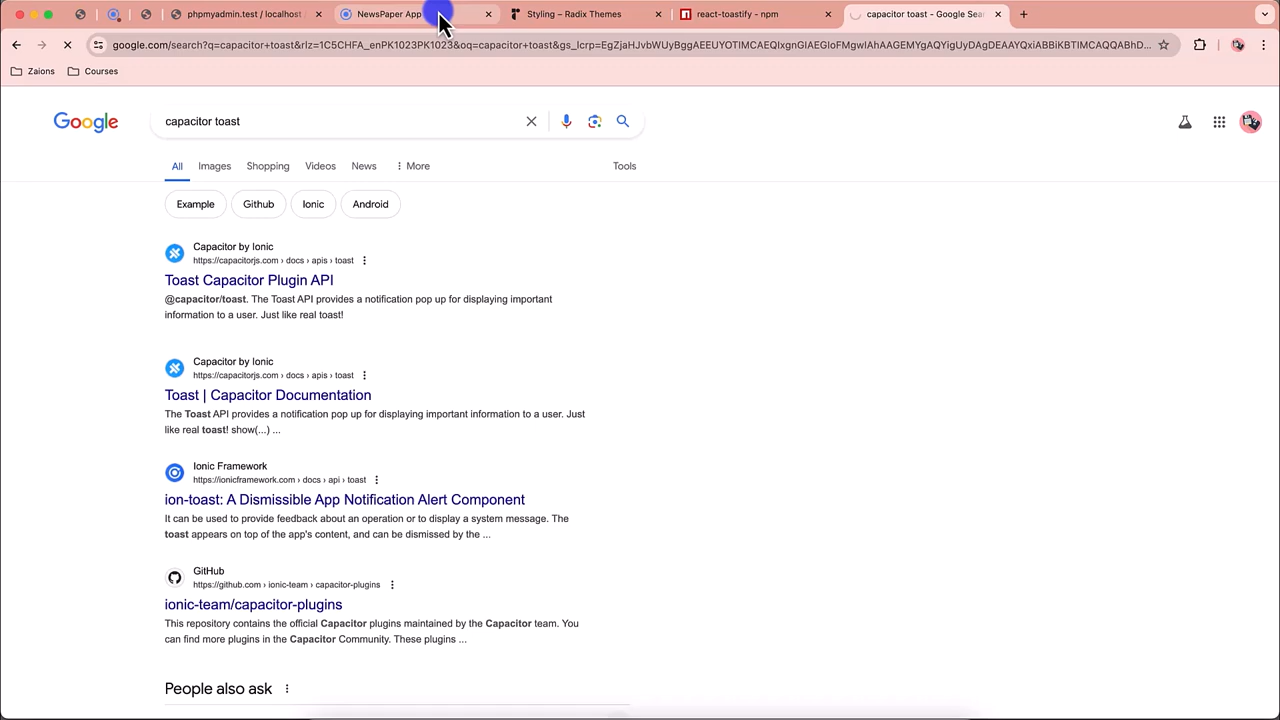 phpmyadmin.test / localhost
NewsPaper App
Styling – Radix Themes
react-toastify - npm
capacitor toast - Google Sea
google.com/search?q=capacitor+toast&rlz=1C5CHFA_enPK1023PK1023&oq=capacitor+toast&gs_lcrp=EgZjaHJvbWUyBggAEEUYOTIMCAEQIxgnGIAEGIoFMgwIAhAAGEMYgAQYigUyDAgDEAAYQxiABBiKBTIMCAQQABhD...
Zaions
Courses
Google
capacitor toast
All
Images
Shopping
Videos
News
More
Tools
Example
Github
Ionic
Android
Capacitor by Ionic
https://capacitorjs.com › docs › apis › toast
Toast Capacitor Plugin API
@capacitor/toast. The Toast API provides a notification pop up for displaying important
information to a user. Just like real toast!
Capacitor by Ionic
https://capacitorjs.com › docs › apis › toast
Toast | Capacitor Documentation
The Toast API provides a notification pop up for displaying important information to a user. Just
like real toast! show(...) ...
Ionic Framework
https://ionicframework.com › docs › api › toast
ion-toast: A Dismissible App Notification Alert Component
It can be used to provide feedback about an operation or to display a system message. The
toast appears on top of the app's content, and can be dismissed by the ...
GitHub
https://github.com › ionic-team › capacitor-plugins
ionic-team/capacitor-plugins
This repository contains the official Capacitor plugins maintained by the Capacitor team. You
can find more plugins in the Capacitor Community. These plugins ...
People also ask